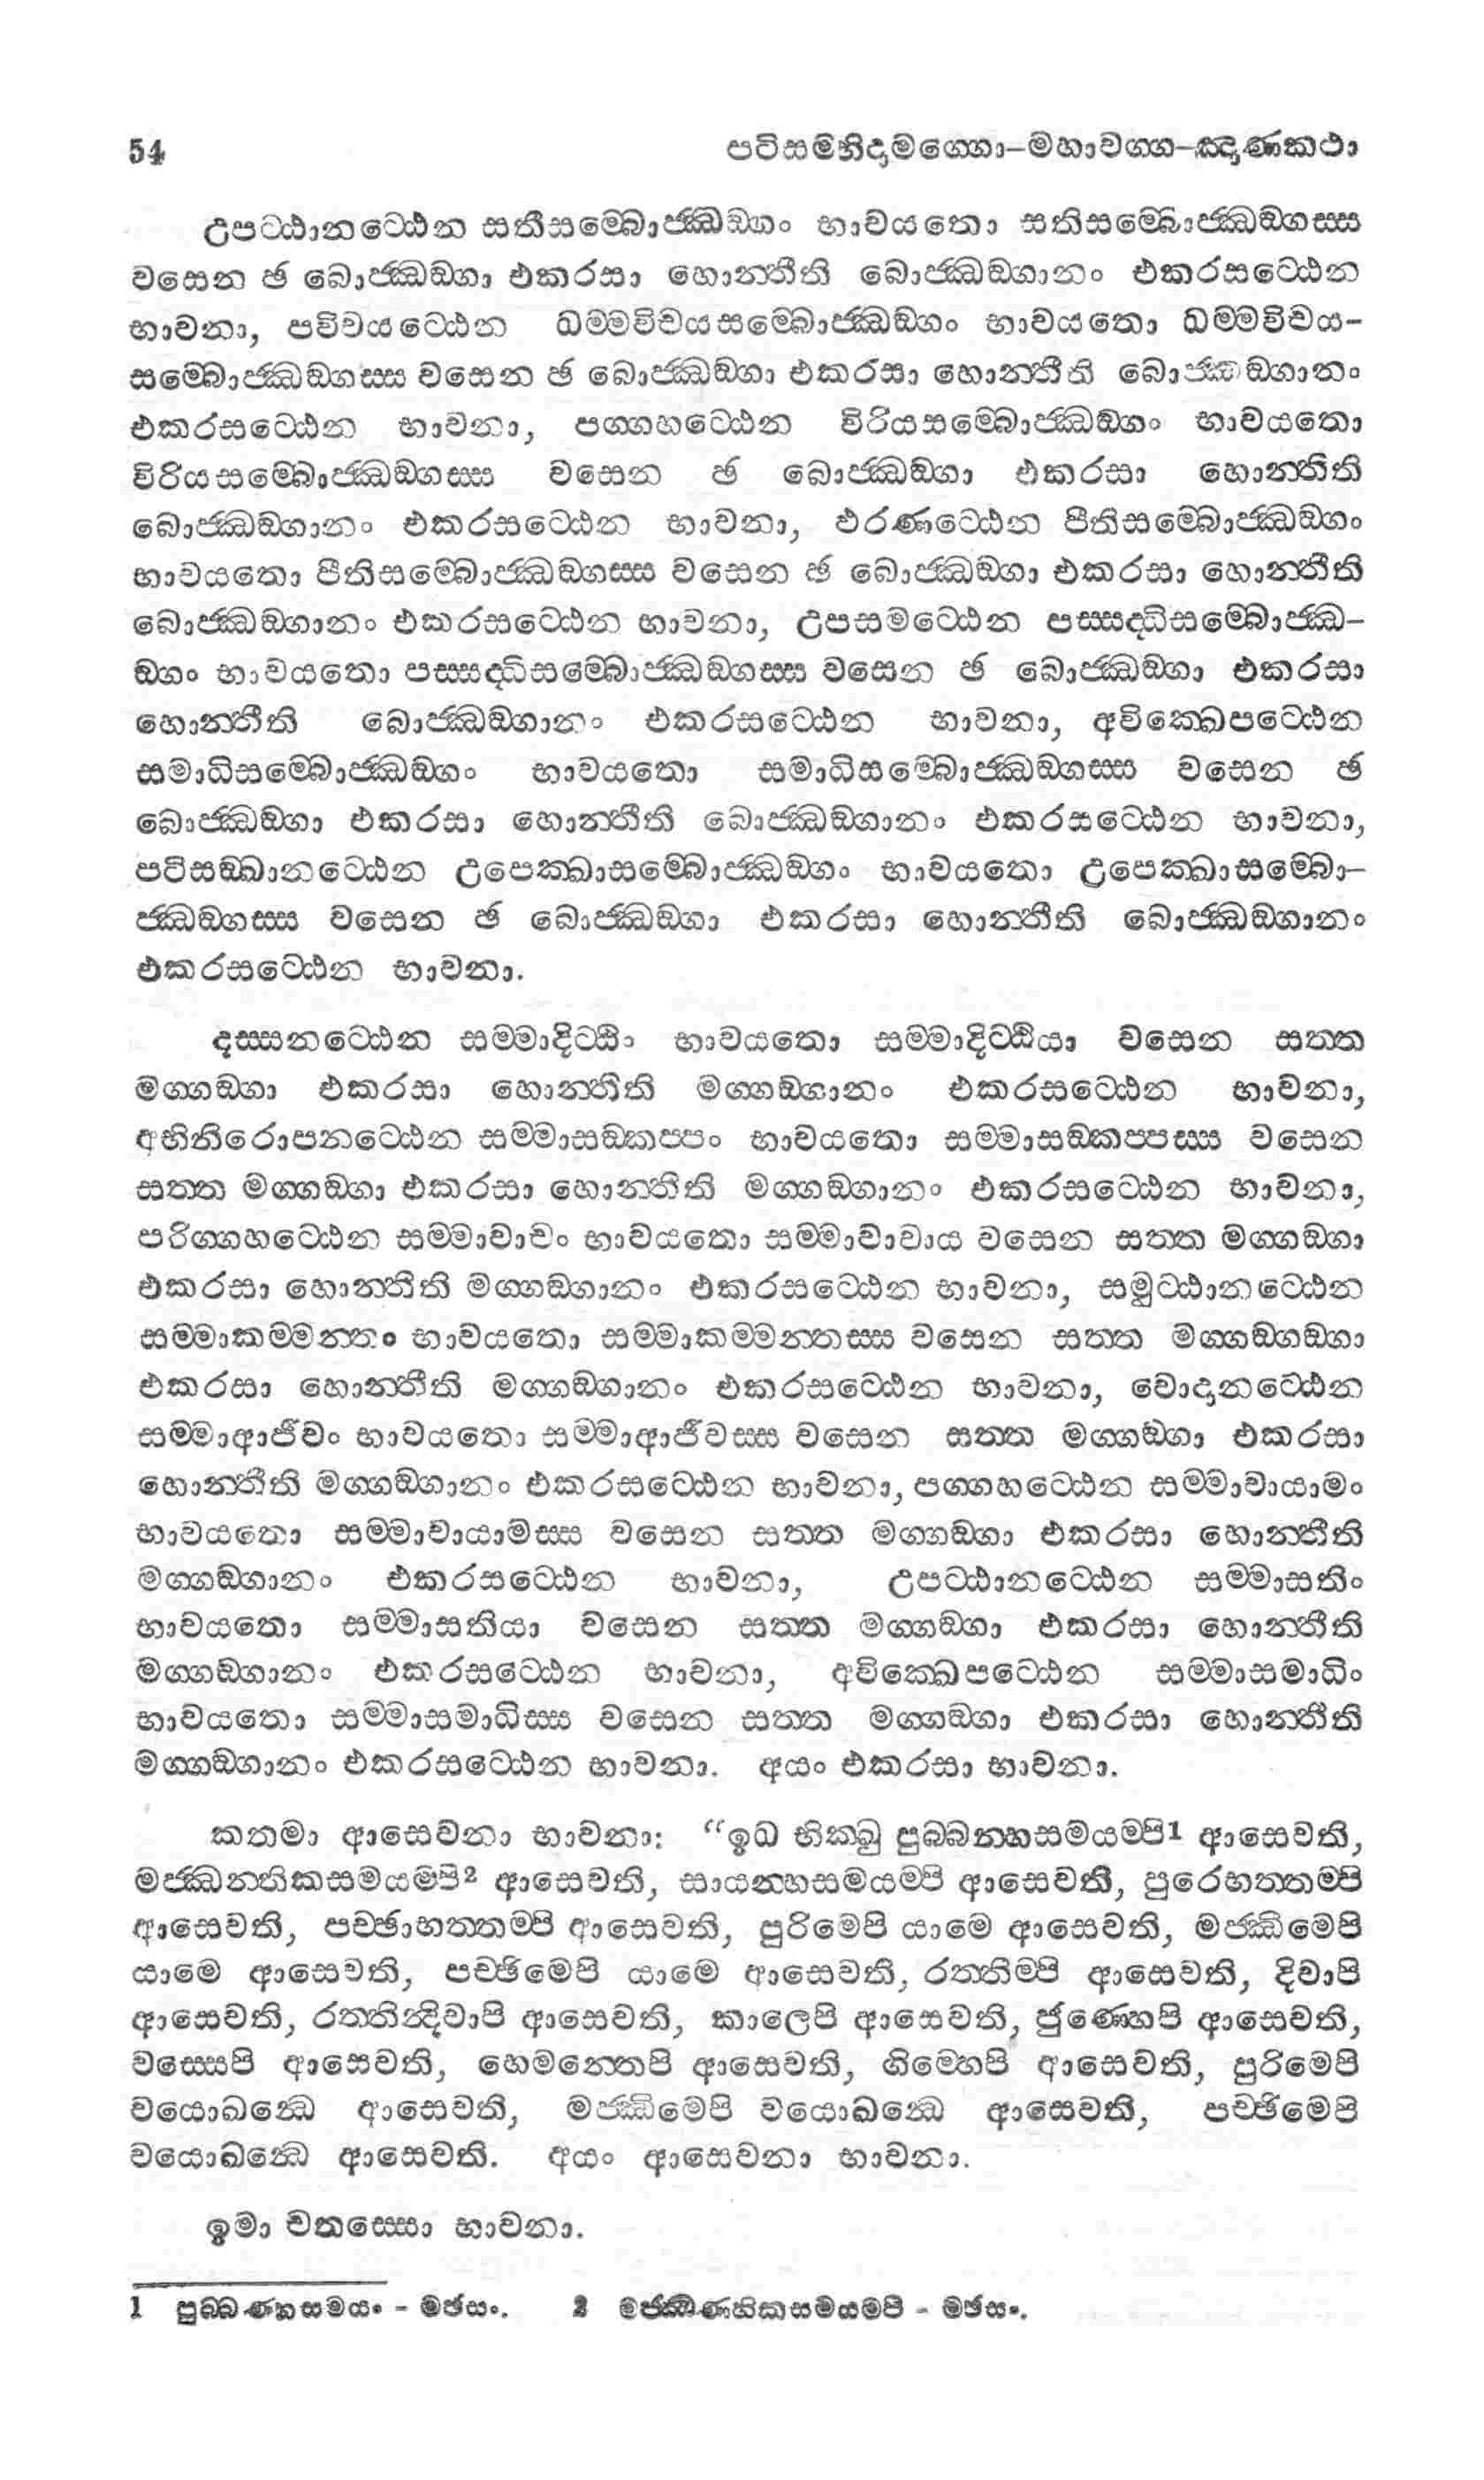 54 පටිසම්භිදාමග්ගො–මහාවග්ග–ඤාණකථා
උපට්ඨානට්ඨෙන සතිසම්බොජ්ඣඞ්ගං භාවයතො සතිසම්බොජ්ඣඞ්ගස්ස
වසෙන ඡ බොජ්ඣඞ්ගා එකරසා හොන්තීති බොජ්ඣඞ්ගානං එකරසට්ඨෙන
භාවනා, පවිචයට්ඨෙන ධම්මවිචයසම්බොජ්ඣඞ්ගං භාවයතො ධම්මවිචය-
සම්බොජ්ඣඞ්ගස්ස වසෙන ඡ බොජ්ඣඞ්ගා එකරසා හොන්තීති බොජ්ඣඞ්ගානං
එකරසට්ඨෙන භාවනා, පග්ගහට්ඨෙන විරියසම්බොජ්ඣඞ්ගං භාවයතො
විරියසම්බොජ්ඣඞ්ගස්ස වසෙන ඡ බොජ්ඣඞ්ගා එකරසා හොන්තීති
බොජ්ඣඞ්ගානං එකරසට්ඨෙන භාවනා, ඵරණට්ඨෙන පීතිසම්බොජ්ඣඞ්ගං
භාවයතො පීතිසම්බොජ්ඣඞ්ගස්ස වසෙන ඡ බොජ්ඣඞ්ගා එකරසා හොන්තීති
බොජ්ඣඞ්ගානං එකරසට්ඨෙන භාවනා, උපසමට්ඨෙන පස්සද්ධිසම්බොජ්ඣ-
ඞ්ගං භාවයතො පස්සද්ධිසම්බොජ්ඣඞ්ගස්ස වසෙන ඡ බොජ්ඣඞ්ගා එකරසා
හොන්තීති බොජ්ඣඞ්ගානං එකරසට්ඨෙන භාවනා, අවික්ඛෙපට්ඨෙන
සමාධිසම්බොජ්ඣඞ්ගං භාවයතො සමාධිසම්බොජ්ඣඞ්ගස්ස වසෙන ඡ
බොජ්ඣඞ්ගා එකරසා හොන්තීති බොජ්ඣඞ්ගානං එකරසට්ඨෙන භාවනා,
පටිසඞ්ඛානට්ඨෙන උපෙක්ඛාසම්බොජ්ඣඞ්ගං භාවයතො උපෙක්ඛාසම්බො-
ජ්ඣඞ්ගස්ස වසෙන ඡ බොජ්ඣඞ්ගා එකරසා හොන්තීති බොජ්ඣඞ්ගානං
එකරසට්ඨෙන භාවනා.
දස්සනට්ඨෙන සම්මාදිට්ඨිං භාවයතො සම්මාදිට්ඨියා වසෙන සත්ත
මග්ගඞ්ගා එකරසා හොන්තීති මග්ගඞ්ගානං එකරසට්ඨෙන භාවනා,
අභිනිරොපනට්ඨෙන සම්මාසඞ්කප්පං භාවයතො සම්මාසඞ්කප්පස්ස වසෙන
සත්ත මග්ගඞ්ගා එකරසා හොන්තීති මග්ගඞ්ගානං එකරසට්ඨෙන භාවනා,
පරිග්ගහට්ඨෙන සම්මාවාචං භාවයතො සම්මාවාචාය වසෙන සත්ත මග්ගඞ්ගා
එකරසා හොන්තීති මග්ගඞ්ගානං එකරසට්ඨෙන භාවනා, සමුට්ඨානට්ඨෙන
සම්මාකම්මන්තං භාවයතො සම්මාකම්මන්තස්ස වසෙන සත්ත මග්ගඞ්ගඞ්ගා
එකරසා හොන්තීති මග්ගඞ්ගානං එකරසට්ඨෙන භාවනා, වොදානට්ඨෙන
සම්මාආජීවං භාවයතො සම්මාආජීවස්ස වසෙන සත්ත මග්ගඞ්ගා එකරසා
හොන්තීති මග්ගඞ්ගානං එකරසට්ඨෙන භාවනා, පග්ගහට්ඨෙන සම්මාවායාමං
භාවයතො සම්මාවායාමස්ස වසෙන සත්ත මග්ගඞ්ගා එකරසා හොන්තීති
මග්ගඞ්ගානං එකරසට්ඨෙන භාවනා, උපට්ඨානට්ඨෙන සම්මාසතිං
භාවයතො සම්මාසතියා වසෙන සත්ත මග්ගඞ්ගා එකරසා හොන්තීති
මග්ගඞ්ගානං එකරසට්ඨෙන භාවනා, අවික්ඛෙපට්ඨෙන සම්මාසමාධිං
භාවයතො සම්මාසමාධිස්ස වසෙන සත්ත මග්ගඞ්ගා එකරසා හොන්තීති
මග්ගඞ්ගානං එකරසට්ඨෙන භාවනා. අයං එකරසා භාවනා.
කතමා ආසෙවනා භාවනා: “ඉධ භික්ඛු පුබ්බන්හසමයම්පි1 ආසෙවති,
මජ්ඣන්තිකසමයම්පි2 ආසෙවති, සායන්හසමයම්පි ආසෙවති, පුරෙභත්තම්පි
ආසෙවති, පච්ඡාභත්තම්පි ආසෙවති, පුරිමෙපි යාමෙ ආසෙවති, මජ්ඣිමෙපි
යාමෙ ආසෙවති, පච්ඡිමෙපි යාමෙ ආසෙවති, රත්තිම්පි ආසෙවති, දිවාපි
ආසෙවති, රත්තින්දිවාපි ආසෙවති, කාලෙපි ආසෙවති, ජුණ්හෙපි ආසෙවති,
වස්සෙපි ආසෙවති, හෙමන්තෙපි ආසෙවති, ගිම්හෙපි ආසෙවති, පුරිමෙපි
වයොඛන්ධෙ ආසෙවති, මජ්ඣිමෙපි වයොඛන්ධෙ ආසෙවති, පච්ඡිමෙපි
වයොඛන්ධෙ ආසෙවති. අයං ආසෙවනා භාවනා.
ඉමා චතස්සො භාවනා.
1 පුබ්බණ්හසමයං - මඡසං. 2 මජ්ඣණ්හිකසමයම්පි - මඡසං.